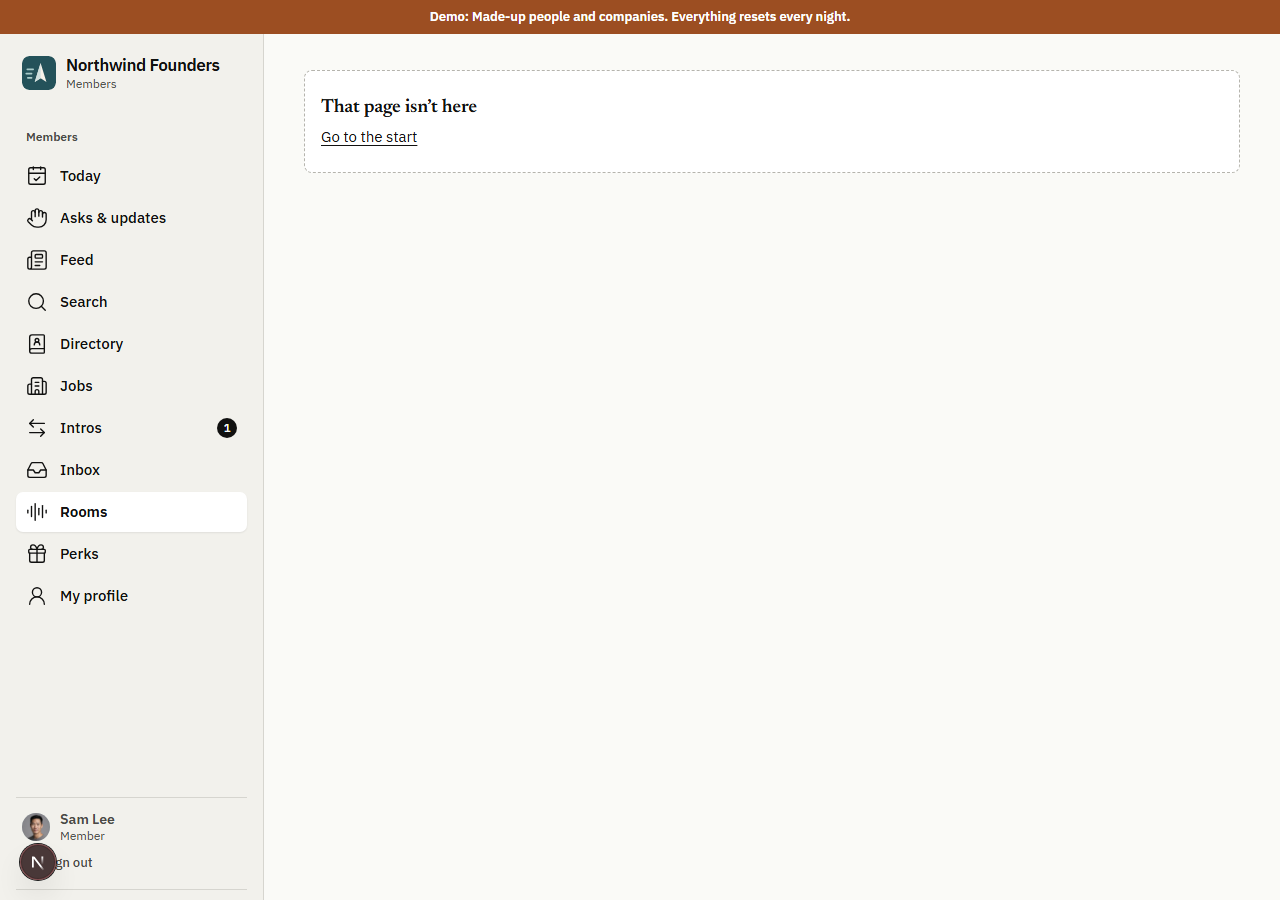 Demo: Made-up people and companies. Everything resets every night.
Northwind Founders
Members
Members
Today
Asks & updates
Feed
Search
Directory
Jobs
Intros
1
Inbox
Rooms
Perks
My profile
Sam Lee
Member
gn out
N
That page isn’t here
Go to the start